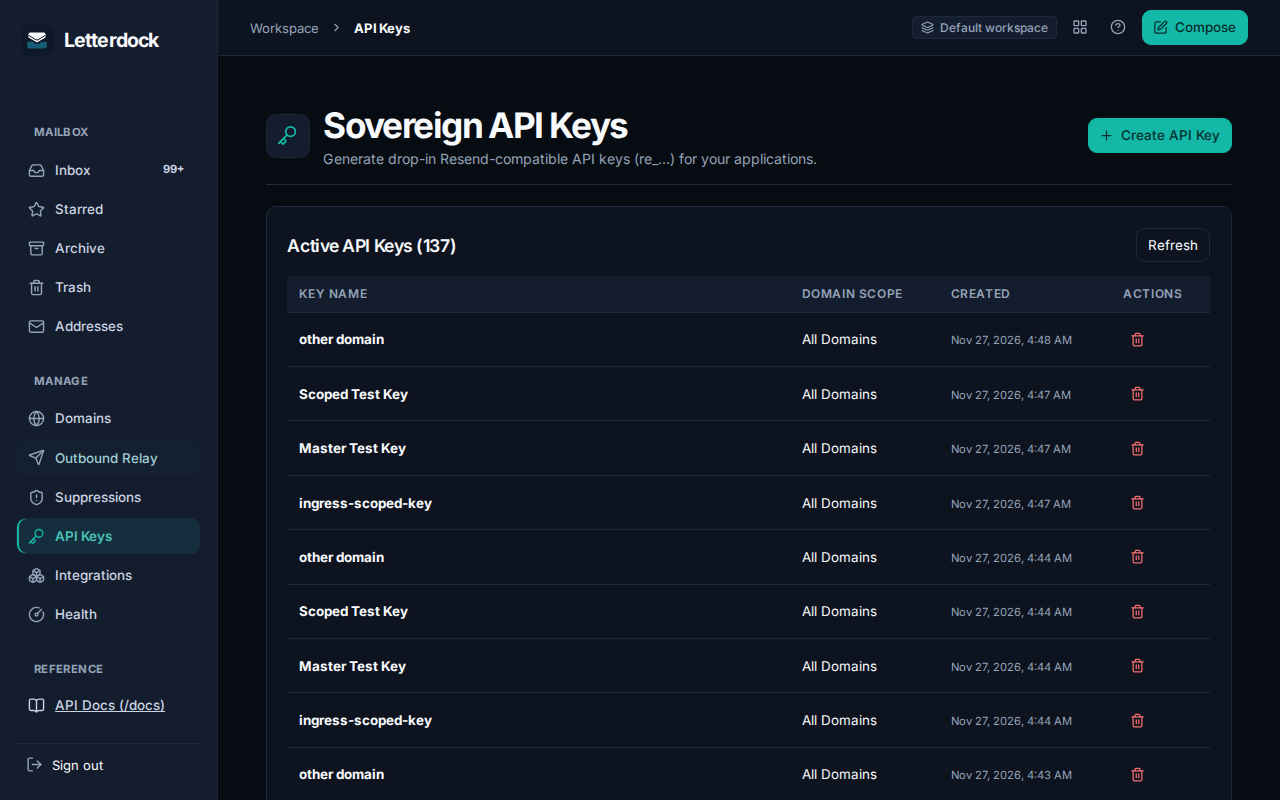 Letterdock
Workspace > API Keys
Default workspace
Compose
MAILBOX
Inbox 99+
Starred
Archive
Trash
Addresses
MANAGE
Domains
Outbound Relay
Suppressions
API Keys
Integrations
Health
REFERENCE
API Docs (/docs)
Sign out
Sovereign API Keys
Generate drop-in Resend-compatible API keys (re_...) for your applications.
Create API Key
Active API Keys (137)
Refresh
KEY NAME DOMAIN SCOPE CREATED ACTIONS
other domain All Domains Nov 27, 2026, 4:48 AM
Scoped Test Key All Domains Nov 27, 2026, 4:47 AM
Master Test Key All Domains Nov 27, 2026, 4:47 AM
ingress-scoped-key All Domains Nov 27, 2026, 4:47 AM
other domain All Domains Nov 27, 2026, 4:44 AM
Scoped Test Key All Domains Nov 27, 2026, 4:44 AM
Master Test Key All Domains Nov 27, 2026, 4:44 AM
ingress-scoped-key All Domains Nov 27, 2026, 4:44 AM
other domain All Domains Nov 27, 2026, 4:43 AM